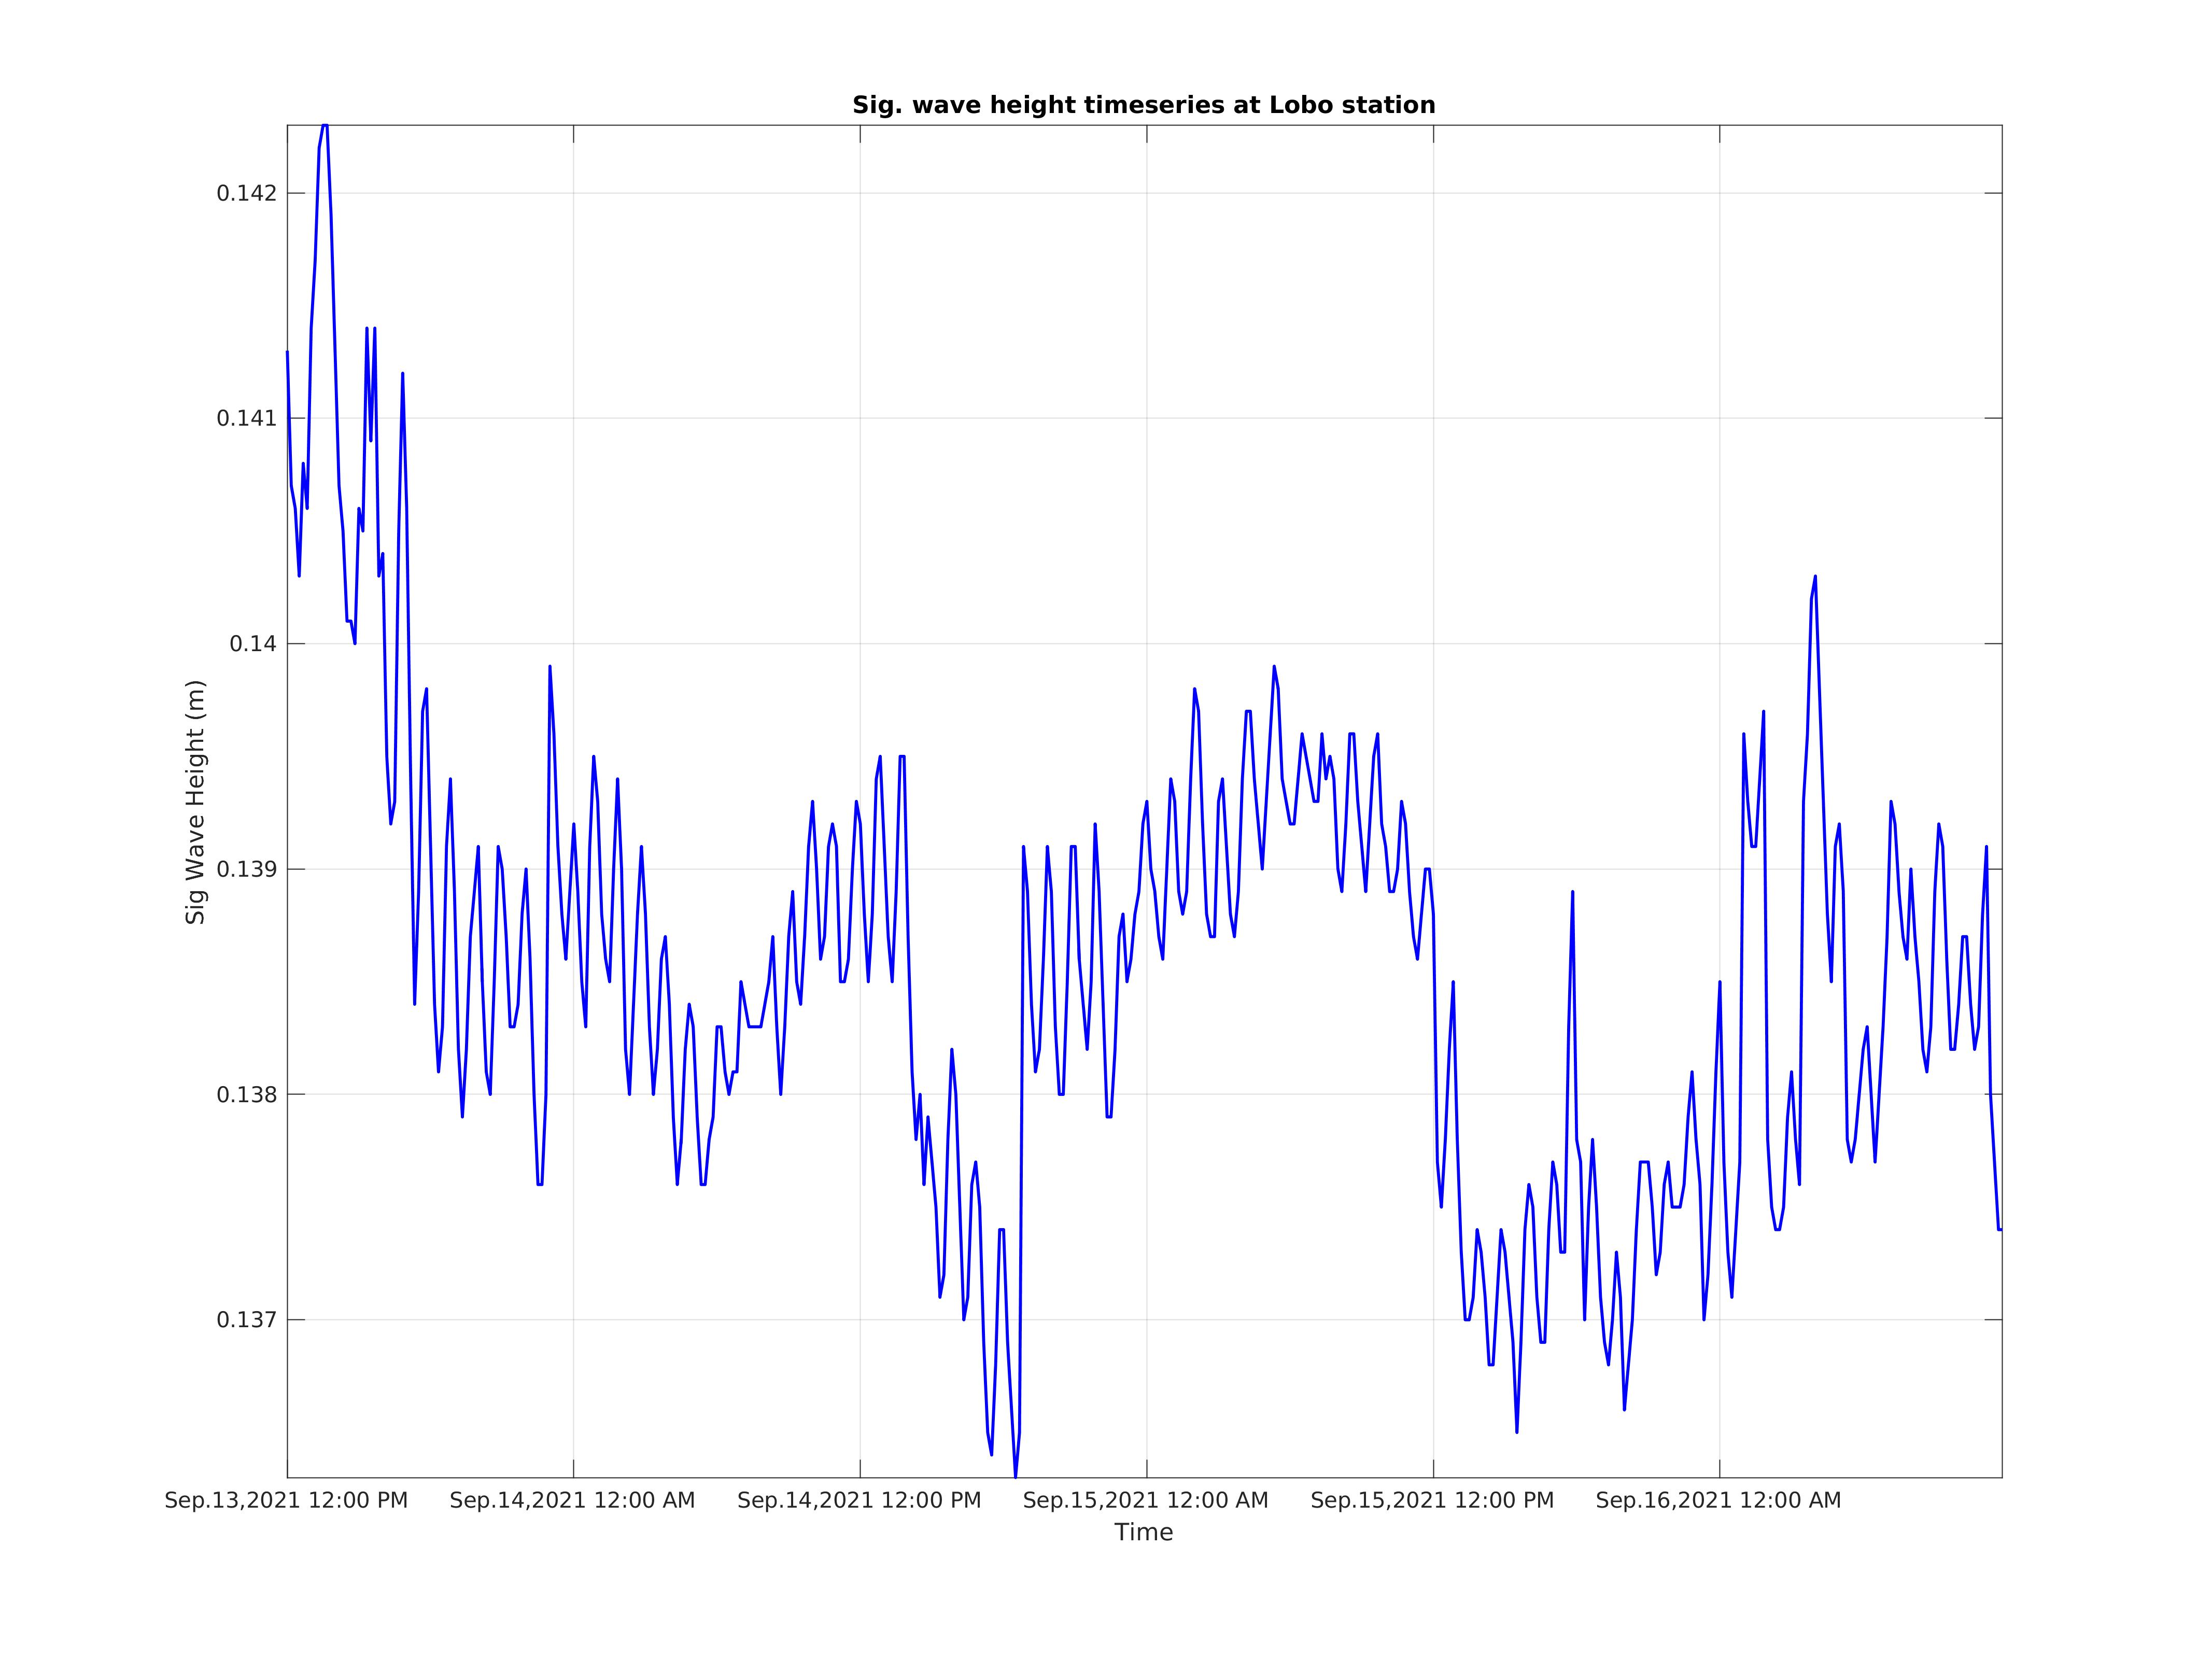 Sig. wave height timeseries at Lobo station
0.142
0.141
0.14
0.139
0.138
0.137
Sig Wave Height (m)
Sep.13,2021 12:00 PM Sep.14,2021 12:00 AM Sep.14,2021 12:00 PM Sep.15,2021 12:00 AM Sep.15,2021 12:00 PM Sep.16,2021 12:00 AM
Time